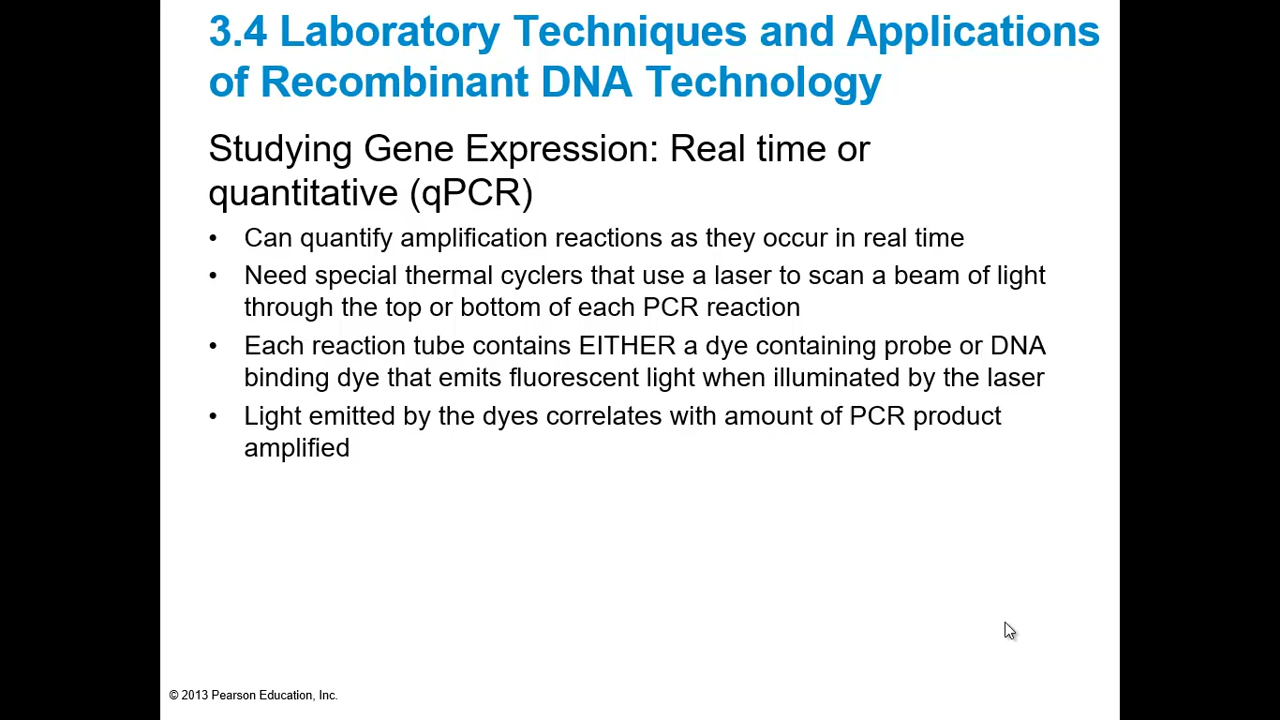 3.4 Laboratory Techniques and Applications
of Recombinant DNA Technology
Studying Gene Expression: Real time or
quantitative (qPCR)
• Can quantify amplification reactions as they occur in real time
• Need special thermal cyclers that use a laser to scan a beam of light
through the top or bottom of each PCR reaction
• Each reaction tube contains EITHER a dye containing probe or DNA
binding dye that emits fluorescent light when illuminated by the laser
• Light emitted by the dyes correlates with amount of PCR product
amplified
© 2013 Pearson Education, Inc.